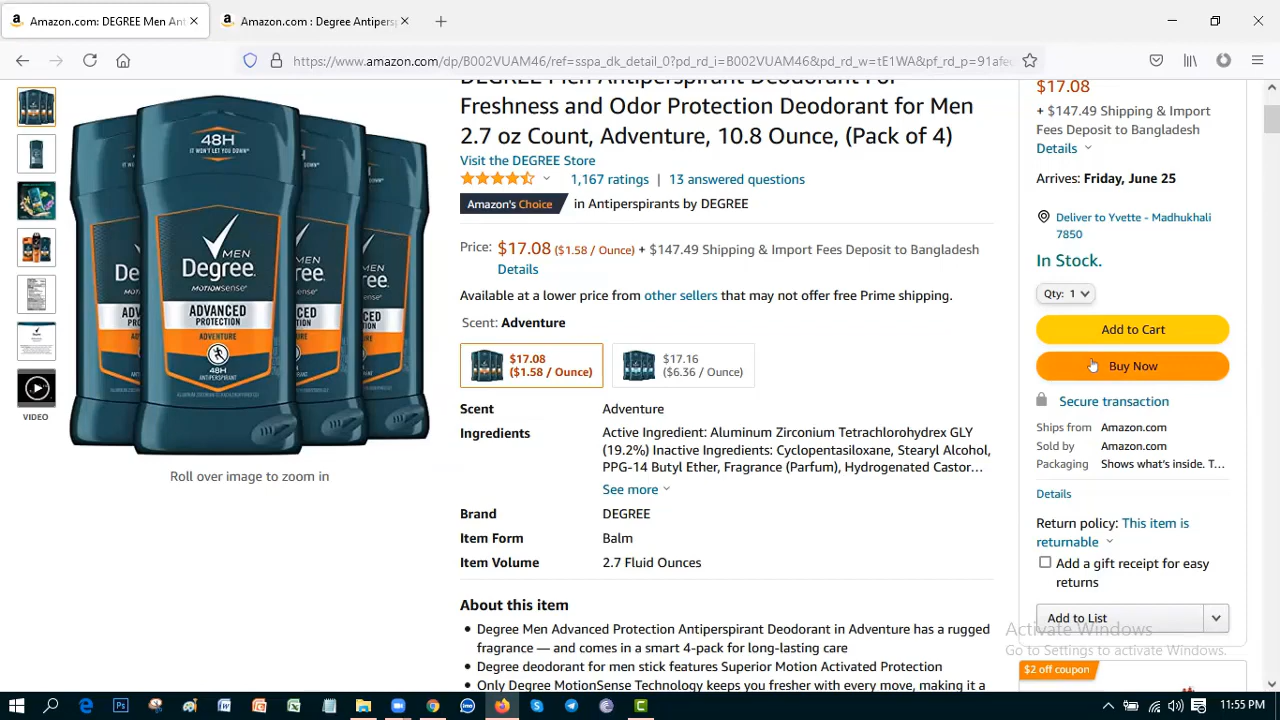 Amazon.com: DEGREE Men Ant
Amazon.com : Degree Antipersp
https://www.amazon.com/dp/B002VUAM46/ref=sspa_dk_detail_0?pd_rd_i=B002VUAM46&pd_rd_w=tE1WA&pf_rd_p=91afe
DEGREE Men Antiperspirant Deodorant For
Freshness and Odor Protection Deodorant for Men
2.7 oz Count, Adventure, 10.8 Ounce, (Pack of 4)
Visit the DEGREE Store
1,167 ratings | 13 answered questions
Amazon's Choice in Antiperspirants by DEGREE
Price: $17.08 ($1.58 / Ounce) + $147.49 Shipping & Import Fees Deposit to Bangladesh
Details
Available at a lower price from other sellers that may not offer free Prime shipping.
Scent: Adventure
$17.08
($1.58 / Ounce)
$17.16
($6.36 / Ounce)
Scent Adventure
Ingredients Active Ingredient: Aluminum Zirconium Tetrachlorohydrex GLY
(19.2%) Inactive Ingredients: Cyclopentasiloxane, Stearyl Alcohol,
PPG-14 Butyl Ether, Fragrance (Parfum), Hydrogenated Castor...
See more
Brand DEGREE
Item Form Balm
Item Volume 2.7 Fluid Ounces
About this item
• Degree Men Advanced Protection Antiperspirant Deodorant in Adventure has a rugged
fragrance — and comes in a smart 4-pack for long-lasting care
• Degree deodorant for men stick features Superior Motion Activated Protection
• Only Degree MotionSense Technology keeps you fresher with every move, making it a
48H
IT WON'T LET YOU DOWN
MEN
Degree
MOTIONSENSE
ADVANCED
PROTECTION
ADVENTURE
48H
ANTIPERSPIRANT
VIDEO
Roll over image to zoom in
$17.08
+ $147.49 Shipping & Import
Fees Deposit to Bangladesh
Details
Arrives: Friday, June 25
Deliver to Yvette - Madhukhali
7850
In Stock.
Qty: 1
Add to Cart
Buy Now
Secure transaction
Ships from Amazon.com
Sold by Amazon.com
Packaging Shows what's inside. T...
Details
Return policy: This item is
returnable
Add a gift receipt for easy
returns
Add to List
Activate Windows
Go to Settings to activate Windows.
$2 off coupon
11:55 PM